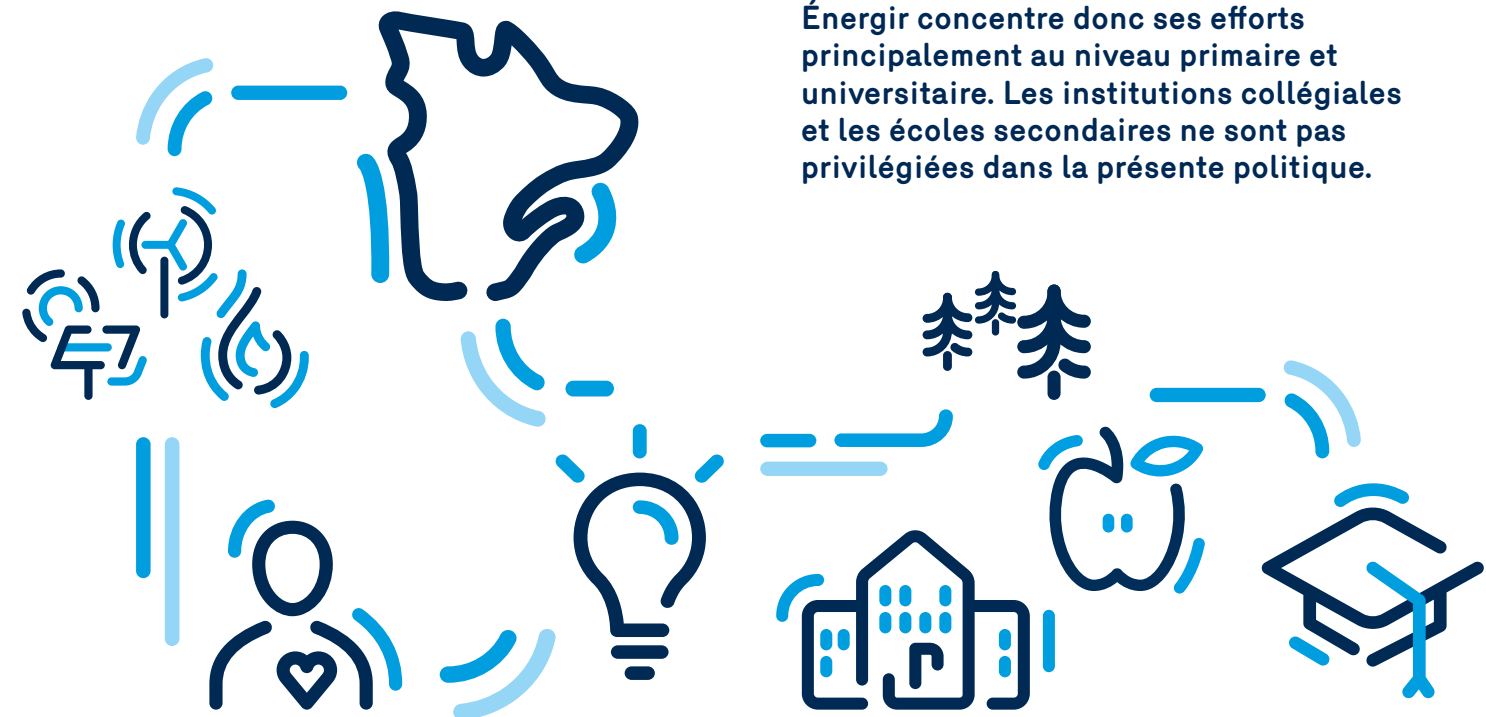 Énergir concentre donc ses efforts
principalement au niveau primaire et
universitaire. Les institutions collégiales
et les écoles secondaires ne sont pas
privilégiées dans la présente politique.